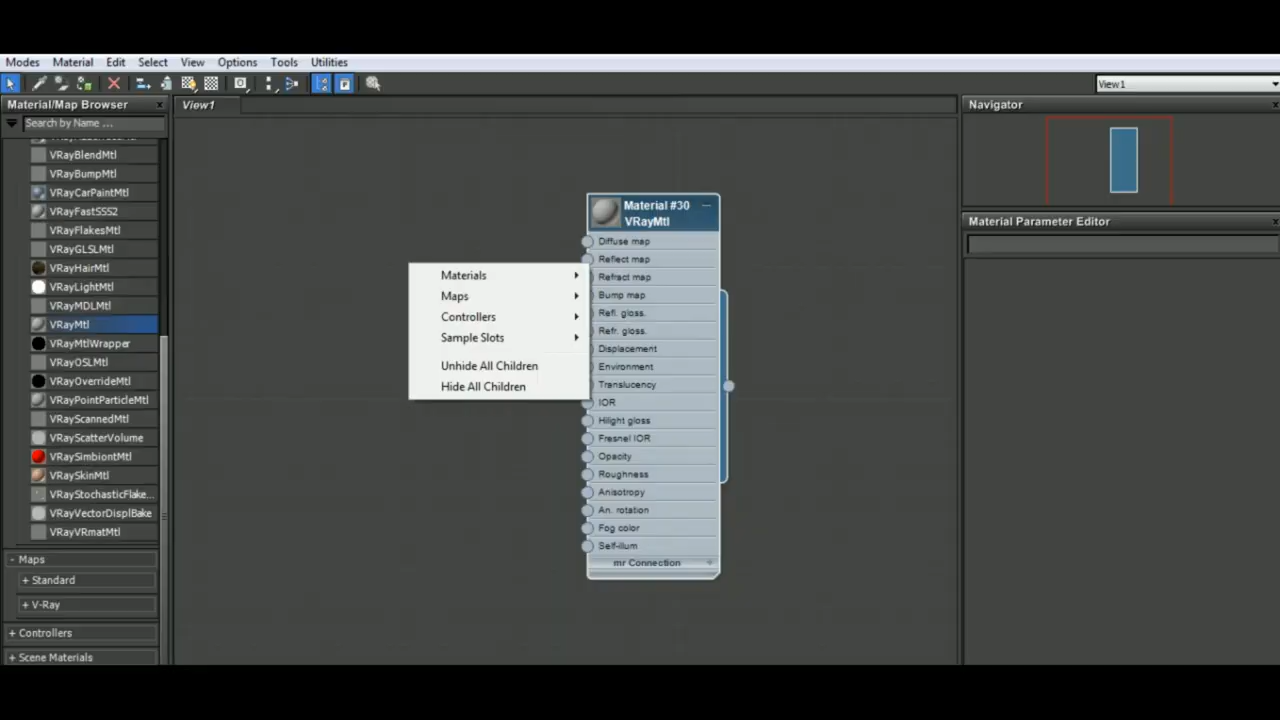 Modes Material Edit Select View Options Tools Utilities
View1
Material/Map Browser
Search by Name ...
VRayBlendMtl
VRayBumpMtl
VRayCarPaintMtl
VRayFastSSS2
VRayFlakesMtl
VRayGLSLMtl
VRayHairMtl
VRayLightMtl
VRayMDLMtl
VRayMtl
VRayMtlWrapper
VRayOSLMtl
VRayOverrideMtl
VRayPointParticleMtl
VRayScannedMtl
VRayScatterVolume
VRaySimbiontMtl
VRaySkinMtl
VRayStochasticFlake...
VRayVectorDisplBake
VRayVRmatMtl
- Maps
+ Standard
+ V-Ray
+ Controllers
+ Scene Materials
View1
Materials
Maps
Controllers
Sample Slots
Unhide All Children
Hide All Children
Material #30
VRayMtl
Diffuse map
Reflect map
Refract map
Bump map
Refl. gloss.
Refr. gloss.
Displacement
Environment
Translucency
IOR
Hilight gloss
Fresnel IOR
Opacity
Roughness
Anisotropy
An. rotation
Fog color
Self-illum
mr Connection +
Navigator
Material Parameter Editor